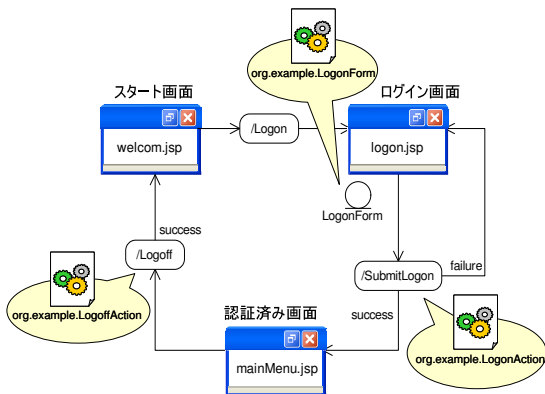 org.example.LogonForm
スタート画面
ログイン画面
welcom.jsp
/Logon
logon.jsp
LogonForm
success
/Logoff
/SubmitLogon
failure
org.example.LogoffAction
success
認証済み画面
org.example.LogonAction
mainMenu.jsp